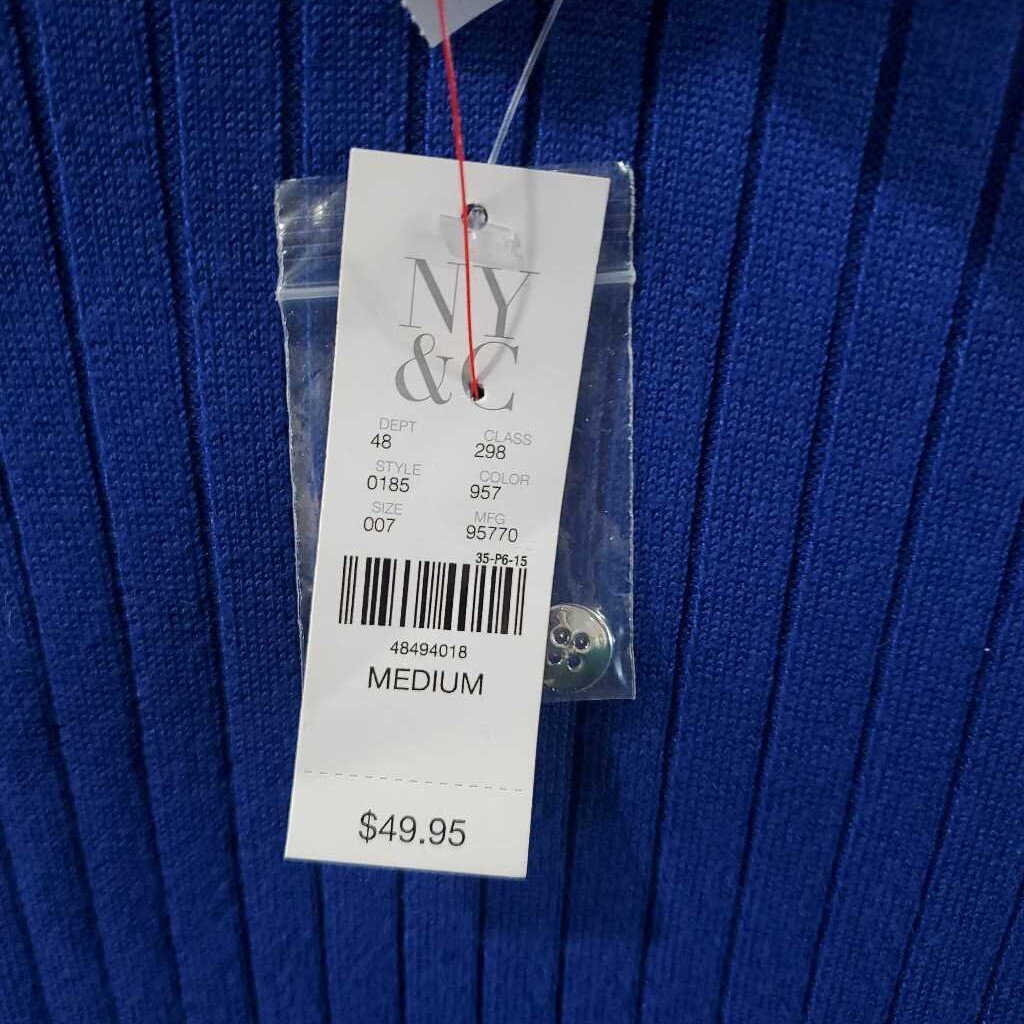 NY
&C
DEPT CLASS
48 298
STYLE COLOR
0185 957
SIZE MFG
007 95770
35-P6-15
48494018
MEDIUM
$49.95